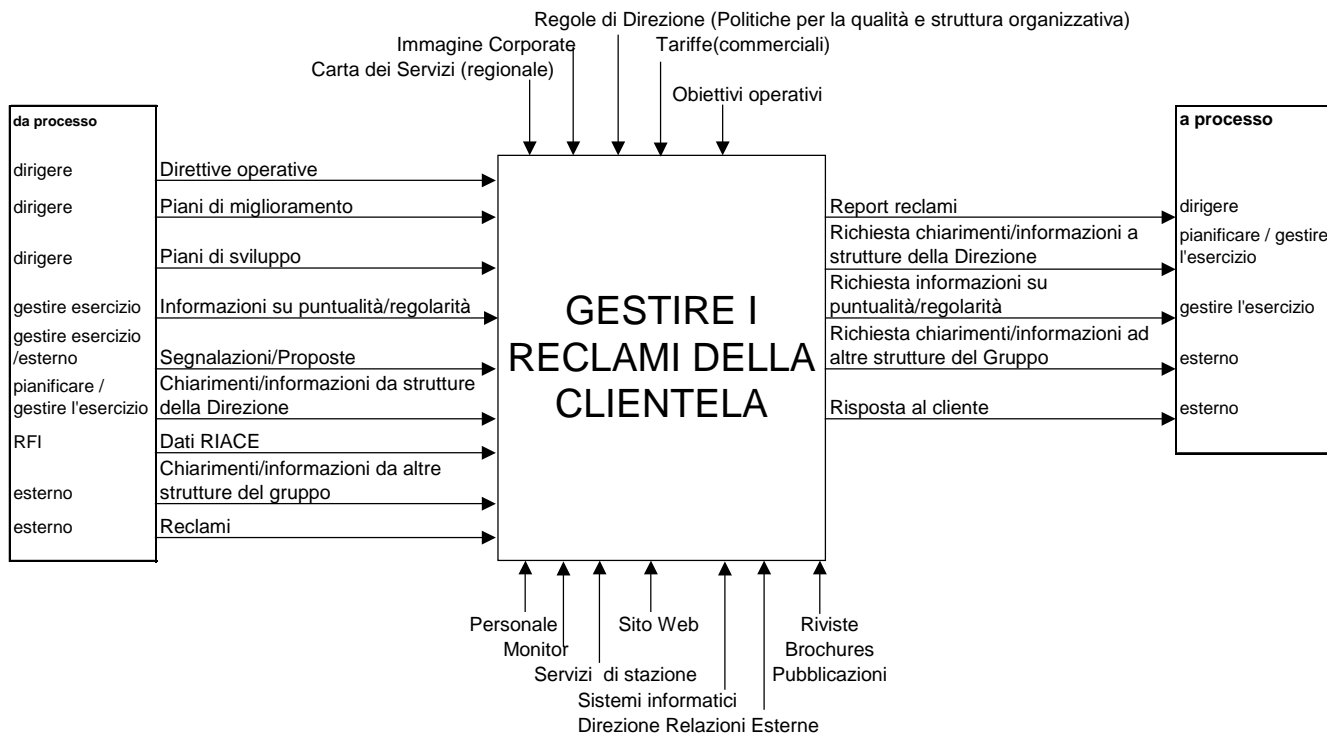 Regole di Direzione (Politiche per la qualità e struttura organizzativa)
Immagine Corporate
Tariffe(commerciali)
Carta dei Servizi (regionale)
Obiettivi operativi
da processo
dirigere
Direttive operative
dirigere
Piani di miglioramento
dirigere
Piani di sviluppo
gestire esercizio
Informazioni su puntualità/regolarità
gestire esercizio
/esterno
Segnalazioni/Proposte
pianificare /
gestire l'esercizio
Chiarimenti/informazioni da strutture
della Direzione
RFI
Dati RIACE
esterno
Chiarimenti/informazioni da altre
strutture del gruppo
esterno
Reclami
GESTIRE I
RECLAMI DELLA
CLIENTELA
a processo
Report reclami
dirigere
Richiesta chiarimenti/informazioni a
strutture della Direzione
pianificare / gestire
l'esercizio
Richiesta informazioni su
puntualità/regolarità
gestire l'esercizio
Richiesta chiarimenti/informazioni ad
altre strutture del Gruppo
esterno
Risposta al cliente
esterno
Personale
Monitor
Servizi di stazione
Sito Web
Sistemi informatici
Direzione Relazioni Esterne
Riviste
Brochures
Pubblicazioni